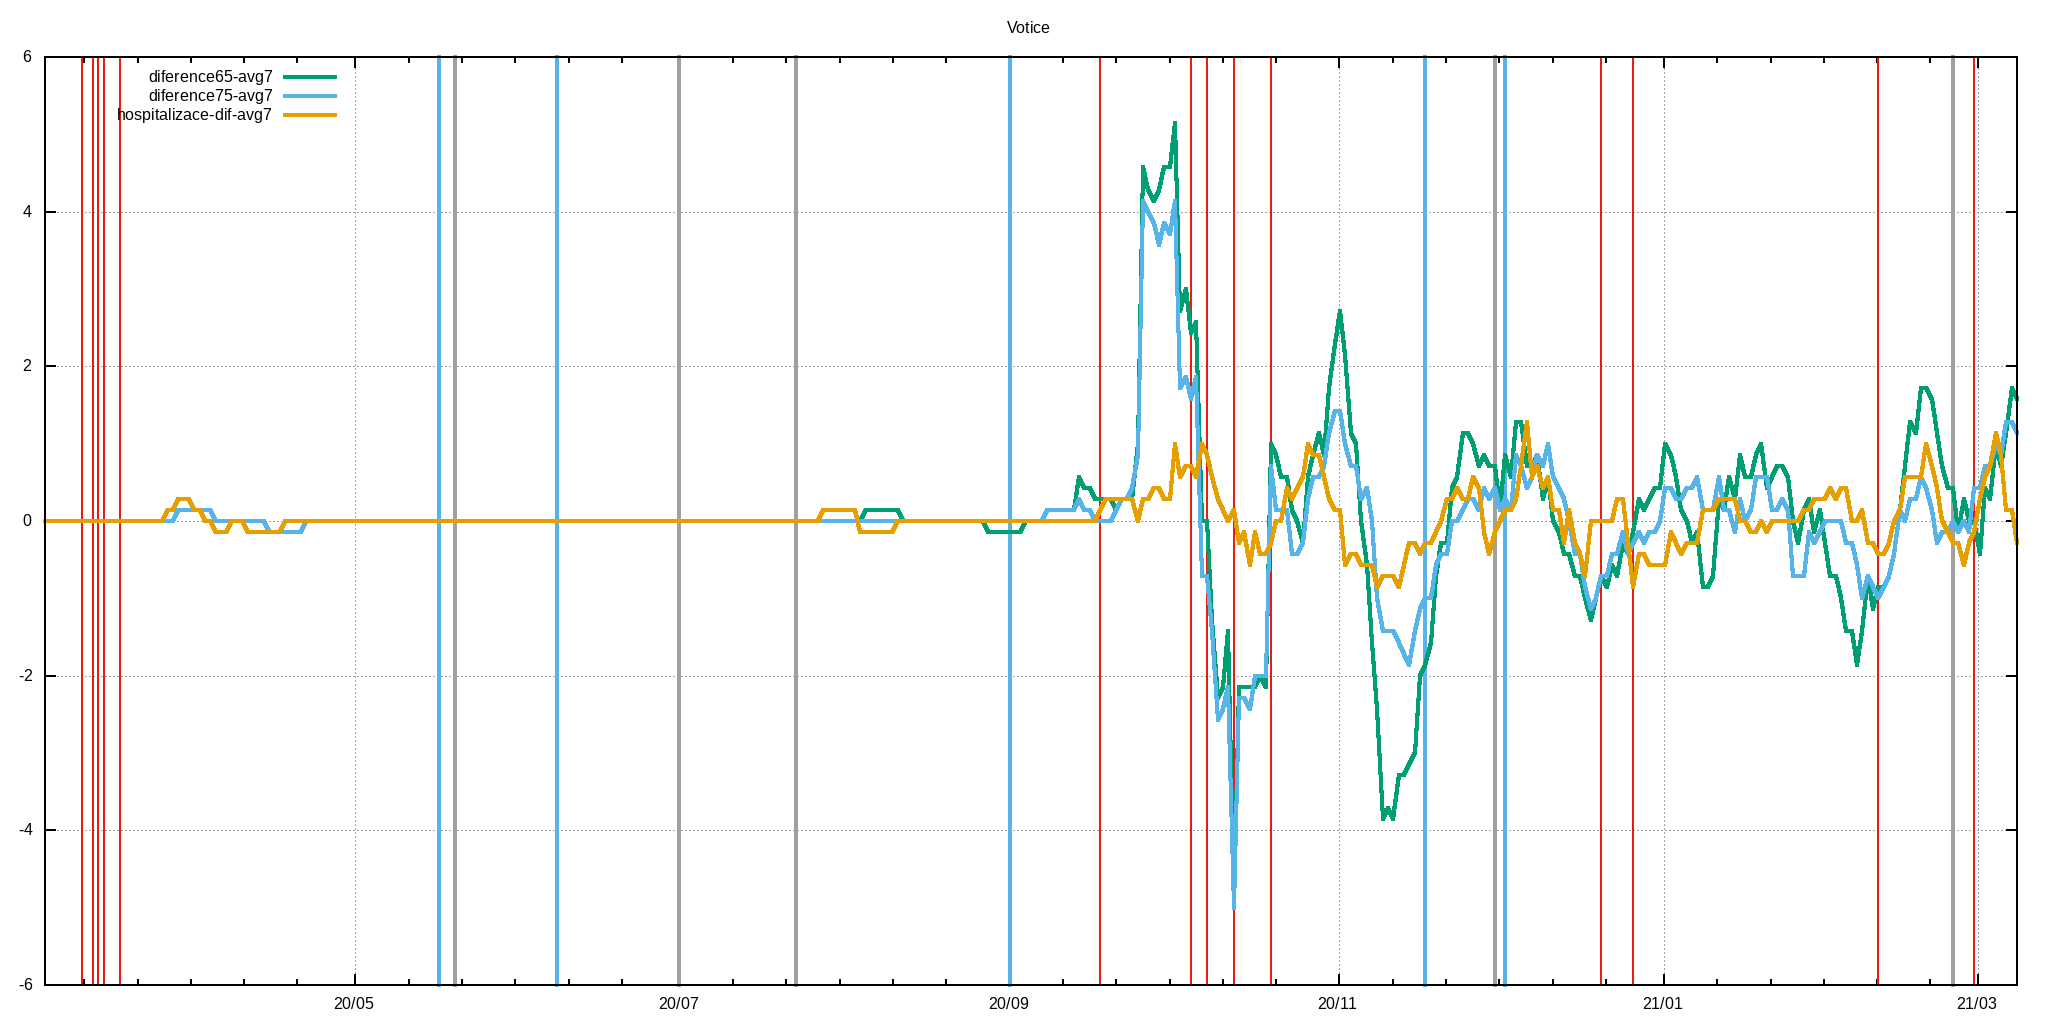 Votice
diference65-avg7
diference75-avg7
hospitalizace-dif-avg7
6
4
2
0
-2
-4
-6
20/05 20/07 20/09 20/11 21/01 21/03